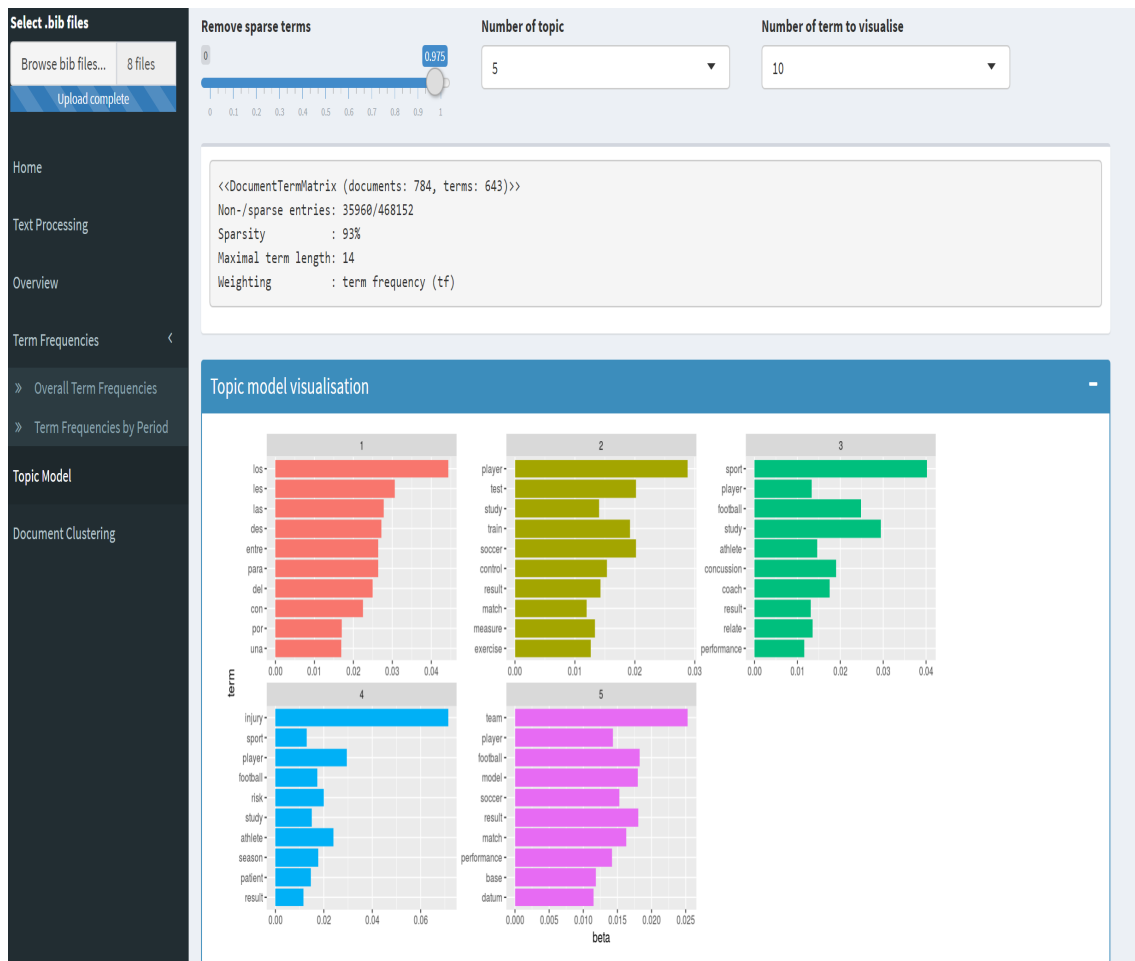 Select .bib files
Browse bib files... 8 files
Upload complete
Home
Text Processing
Overview
Term Frequencies
» Overall Term Frequencies
» Term Frequencies by Period
Topic Model
Document Clustering
Remove sparse terms
0 0.975
0 0.1 0.2 0.3 0.4 0.5 0.6 0.7 0.8 0.9 1
Number of topic
5
Number of term to visualise
10
<<DocumentTermMatrix (documents: 784, terms: 643)>>
Non-/sparse entries: 35960/468152
Sparsity : 93%
Maximal term length: 14
Weighting : term frequency (tf)
Topic model visualisation
term
1
los
les
las
des
entre
para
del
con
por
una
0.00 0.01 0.02 0.03 0.04
2
player
test
study
train
soccer
control
result
match
measure
exercise
0.00 0.01 0.02 0.03
3
sport
player
football
study
athlete
concussion
coach
result
relate
performance
0.00 0.01 0.02 0.03 0.04
4
injury
sport
player
football
risk
study
athlete
season
patient
result
0.00 0.02 0.04 0.06
5
team
player
football
model
soccer
result
match
performance
base
datum
0.000 0.005 0.010 0.015 0.020 0.025
beta